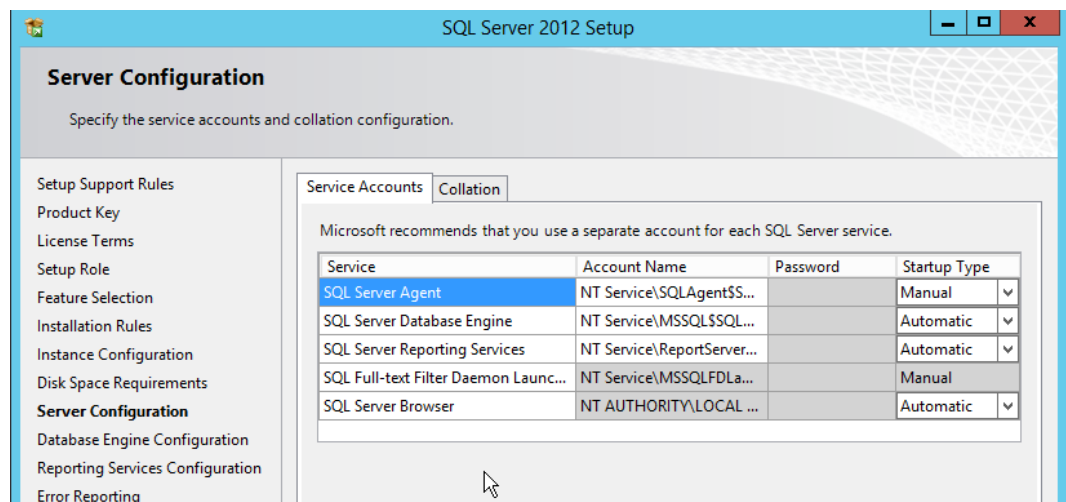 SQL Server 2012 Setup
Server Configuration
Specify the service accounts and collation configuration.
Setup Support Rules
Product Key
License Terms
Setup Role
Feature Selection
Installation Rules
Instance Configuration
Disk Space Requirements
Server Configuration
Database Engine Configuration
Reporting Services Configuration
Error Reporting
Service Accounts Collation
Microsoft recommends that you use a separate account for each SQL Server service.
Service Account Name Password Startup Type
SQL Server Agent NT Service\SQLAgent$S... Manual
SQL Server Database Engine NT Service\MSSQL$SQL... Automatic
SQL Server Reporting Services NT Service\ReportServer... Automatic
SQL Full-text Filter Daemon Launc... NT Service\MSSQLFDLa... Manual
SQL Server Browser NT AUTHORITY\LOCAL ... Automatic